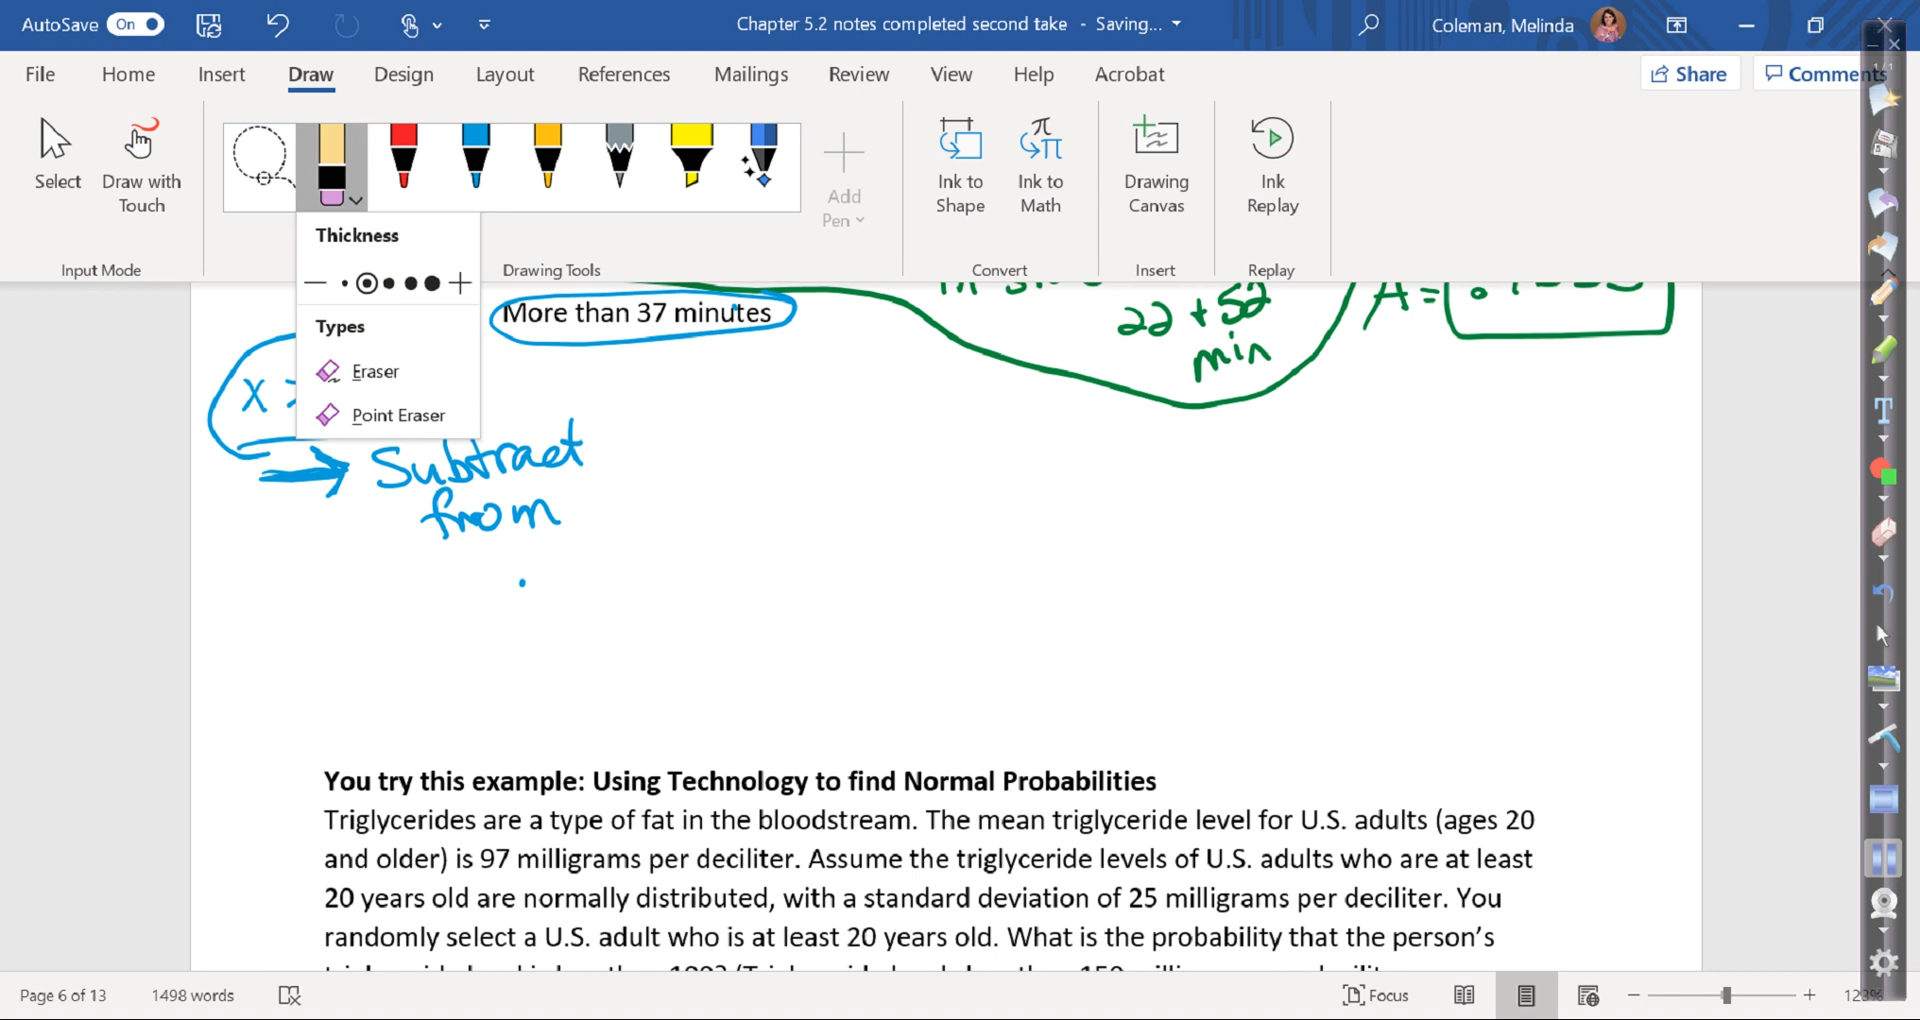 AutoSave On Chapter 5.2 notes completed second take - Saving... Coleman, Melinda
File Home Insert Draw Design Layout References Mailings Review View Help Acrobat Share Comments
1/1
Select Draw with Touch Add Pen Ink to Shape Ink to Math Drawing Canvas Ink Replay
Input Mode Drawing Tools Convert Insert Replay
Thickness
Types
Eraser
Point Eraser
More than 37 minutes
22 + 52
min
A =
x >
Subtract
from
You try this example: Using Technology to find Normal Probabilities
Triglycerides are a type of fat in the bloodstream. The mean triglyceride level for U.S. adults (ages 20
and older) is 97 milligrams per deciliter. Assume the triglyceride levels of U.S. adults who are at least
20 years old are normally distributed, with a standard deviation of 25 milligrams per deciliter. You
randomly select a U.S. adult who is at least 20 years old. What is the probability that the person’s
Page 6 of 13 1498 words Focus 123%